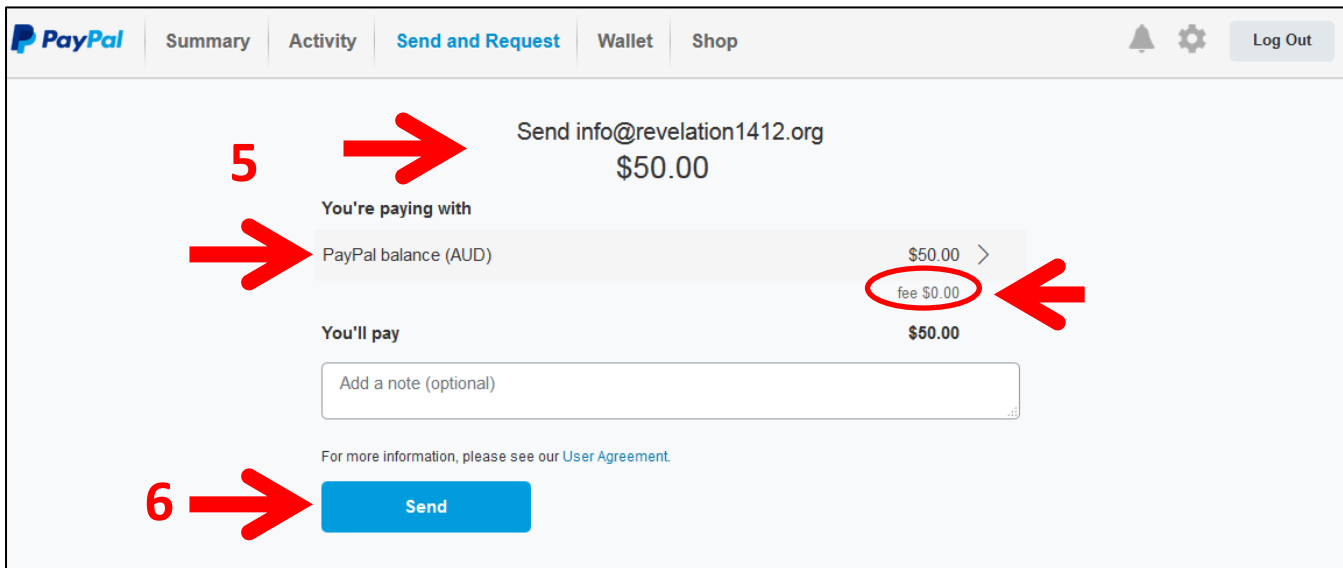 PayPal Summary Activity Send and Request Wallet Shop Log Out
Send info@revelation1412.org
5
$50.00
You're paying with
PayPal balance (AUD) $50.00
fee $0.00
You'll pay $50.00
Add a note (optional)
For more information, please see our User Agreement.
6 Send